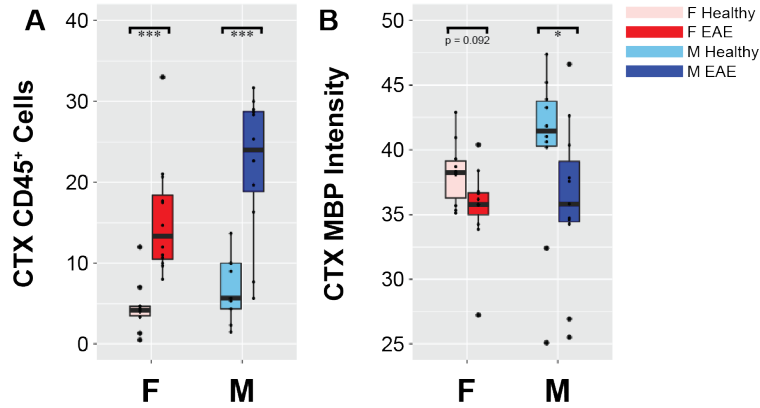 A
CTX CD45+ Cells
40
30
20
10
0
***
***
F
M
B
CTX MBP Intensity
50
45
40
35
30
25
p = 0.092
*
F
M
F Healthy
F EAE
M Healthy
M EAE